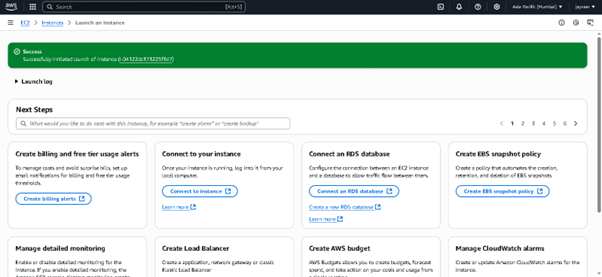 aws
Search
[Alt+S]
Asia Pacific (Mumbai)
EC2 > Instances > Launch an instance
Success
Successfully initiated launch of instance
Launch log
Next Steps
What would you like to do next with this instance, for example "create alarm" or "create backup"
1 2 3 4 5 6
Create billing and free tier usage alerts
To manage costs and avoid surprise bills, set up
email notifications for billing and free tier usage
thresholds.
Create billing alerts
Connect to your instance
Once your instance is running, log into it from your
local computer.
Connect to instance
Learn more
Connect an RDS database
Configure the connection between an EC2 instance
and a database to allow traffic flow between them.
Connect an RDS database
Create a new RDS database
Learn more
Create EBS snapshot policy
Create a policy that automates the creation,
retention, and deletion of EBS snapshots
Create EBS snapshot policy
Manage detailed monitoring
Enable or disable detailed monitoring for the
instance. If you enable detailed monitoring, the
Create Load Balancer
Create a application, network gateway or classic
Elastic Load Balancer
Create AWS budget
AWS Budgets allows you to create budgets, forecast
spend, and take action on your costs and usage from
Manage CloudWatch alarms
Create or update Amazon CloudWatch alarms for the
instance.